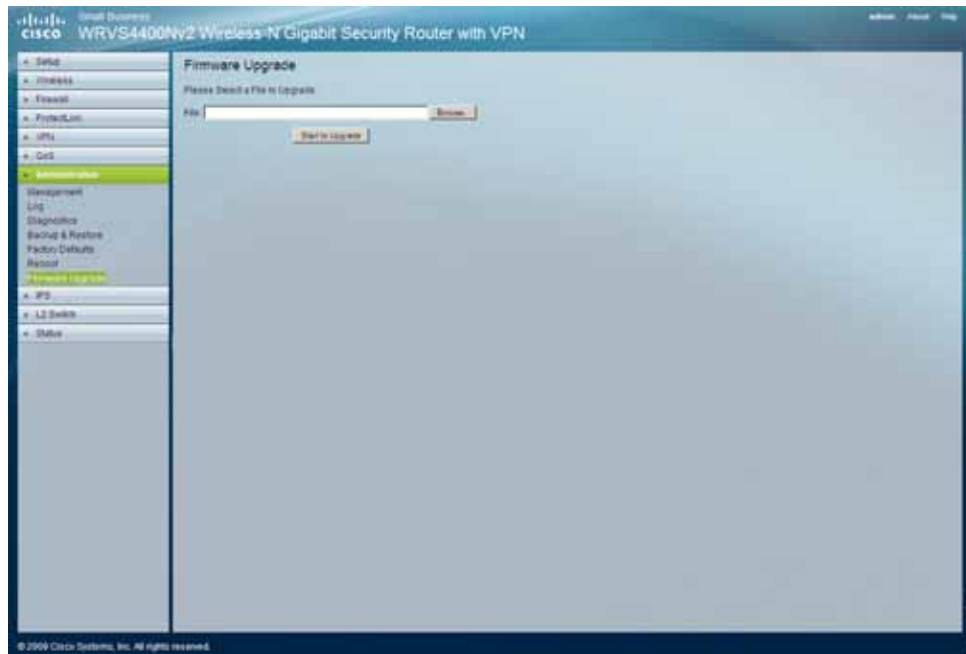 Small Business
CISCO WRVS4400Nv2 Wireless-N Gigabit Security Router with VPN
admin About Help
Setup
Wireless
Firewall
ProtectLink
VPN
QoS
Administration
Management
Log
Diagnostics
Backup & Restore
Factory Defaults
Reboot
Firmware Upgrade
IPS
L2 Switch
Status
Firmware Upgrade
Please Select a File to Upgrade
File Browse...
Start to Upgrade
© 2009 Cisco Systems, Inc. All rights reserved.